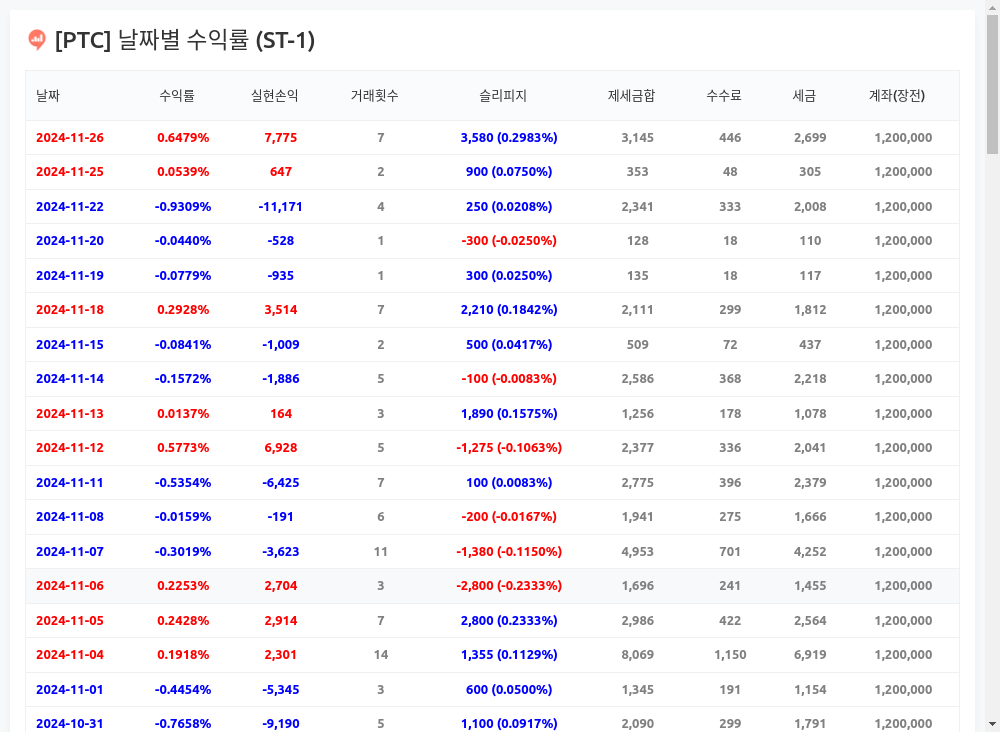 [PTC] 날짜별 수익률 (ST-1)
날짜 수익률 실현손익 거래횟수 슬리피지 제세금합 수수료 세금 계좌(장전)
2024-11-26 0.6479% 7,775 7 3,580 (0.2983%) 3,145 446 2,699 1,200,000
2024-11-25 0.0539% 647 2 900 (0.0750%) 353 48 305 1,200,000
2024-11-22 -0.9309% -11,171 4 250 (0.0208%) 2,341 333 2,008 1,200,000
2024-11-20 -0.0440% -528 1 -300 (-0.0250%) 128 18 110 1,200,000
2024-11-19 -0.0779% -935 1 300 (0.0250%) 135 18 117 1,200,000
2024-11-18 0.2928% 3,514 7 2,210 (0.1842%) 2,111 299 1,812 1,200,000
2024-11-15 -0.0841% -1,009 2 500 (0.0417%) 509 72 437 1,200,000
2024-11-14 -0.1572% -1,886 5 -100 (-0.0083%) 2,586 368 2,218 1,200,000
2024-11-13 0.0137% 164 3 1,890 (0.1575%) 1,256 178 1,078 1,200,000
2024-11-12 0.5773% 6,928 5 -1,275 (-0.1063%) 2,377 336 2,041 1,200,000
2024-11-11 -0.5354% -6,425 7 100 (0.0083%) 2,775 396 2,379 1,200,000
2024-11-08 -0.0159% -191 6 -200 (-0.0167%) 1,941 275 1,666 1,200,000
2024-11-07 -0.3019% -3,623 11 -1,380 (-0.1150%) 4,953 701 4,252 1,200,000
2024-11-06 0.2253% 2,704 3 -2,800 (-0.2333%) 1,696 241 1,455 1,200,000
2024-11-05 0.2428% 2,914 7 2,800 (0.2333%) 2,986 422 2,564 1,200,000
2024-11-04 0.1918% 2,301 14 1,355 (0.1129%) 8,069 1,150 6,919 1,200,000
2024-11-01 -0.4454% -5,345 3 600 (0.0500%) 1,345 191 1,154 1,200,000
2024-10-31 -0.7658% -9,190 5 1,100 (0.0917%) 2,090 299 1,791 1,200,000